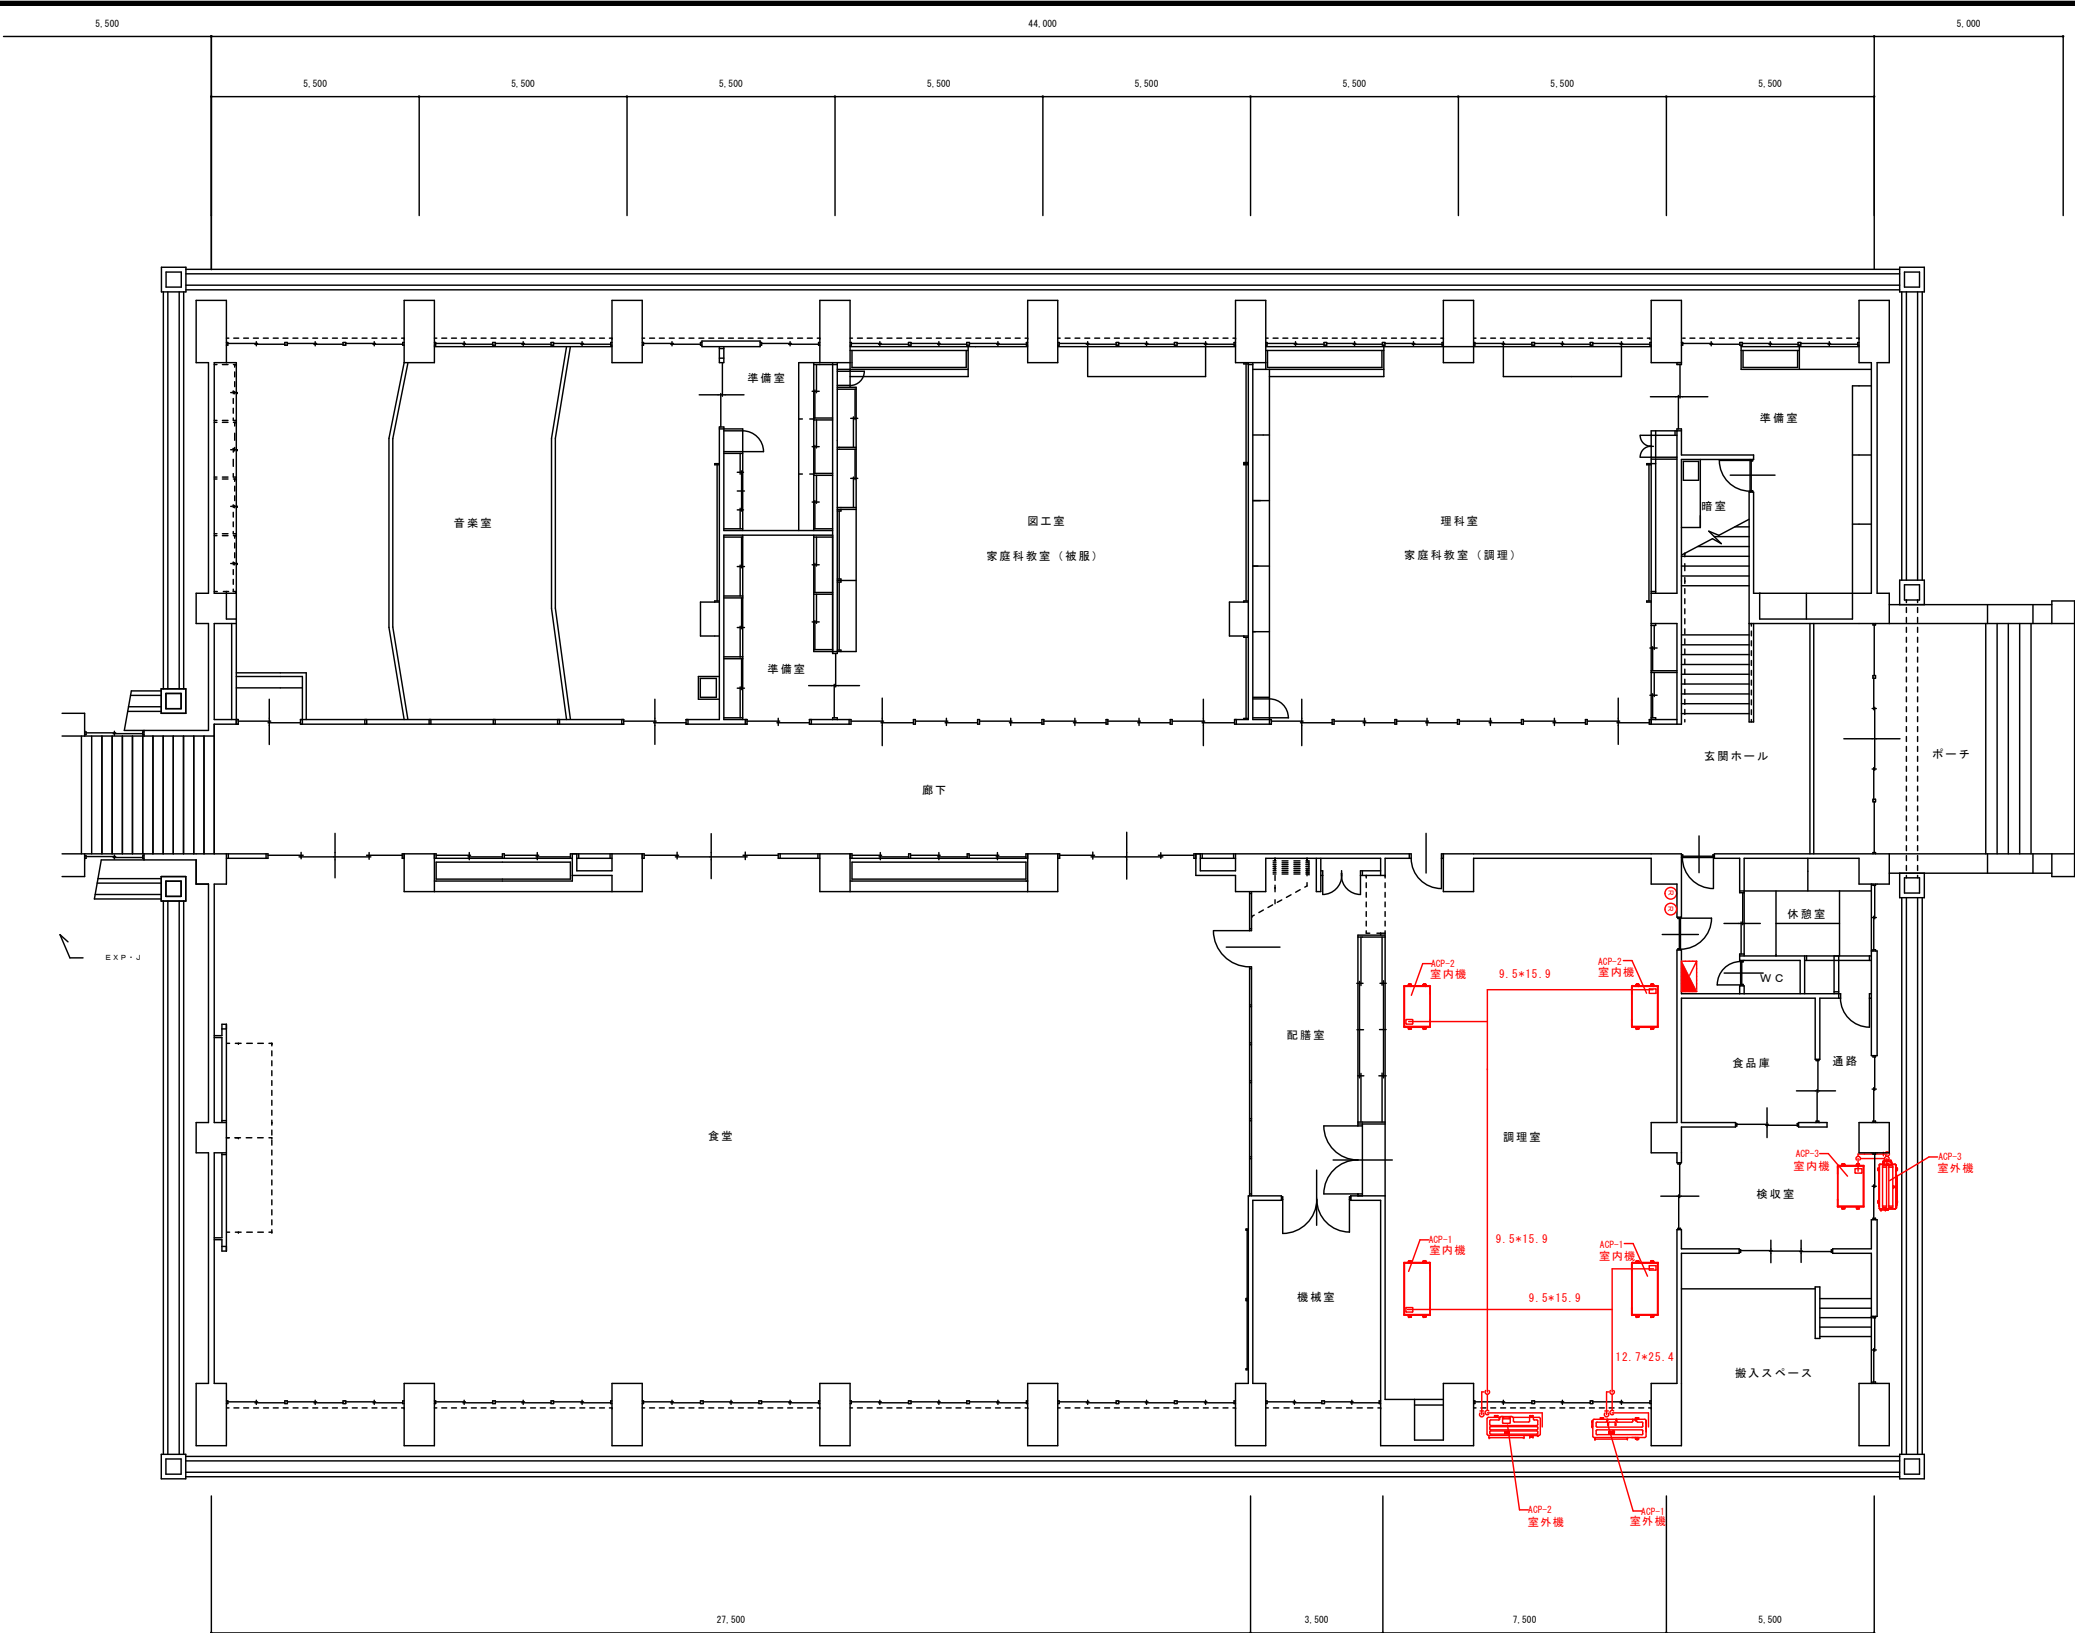 5,500
44,000
5,000
5,500
5,500
5,500
5,500
5,500
5,500
5,500
5,500
準備室
準備室
暗室
音楽室
図工室
家庭科教室（被服）
理科室
家庭科教室（調理）
準備室
玄関ホール
ポーチ
廊下
休憩室
EXP・J
WC
ACP-2
室内機
9.5*15.9
ACP-2
室内機
配膳室
食品庫
通路
食堂
調理室
ACP-3
室内機
ACP-3
室外機
検収室
ACP-1
室内機
9.5*15.9
ACP-1
室内機
機械室
9.5*15.9
12.7*25.4
搬入スペース
ACP-2
室外機
ACP-1
室外機
27,500
3,500
7,500
5,500